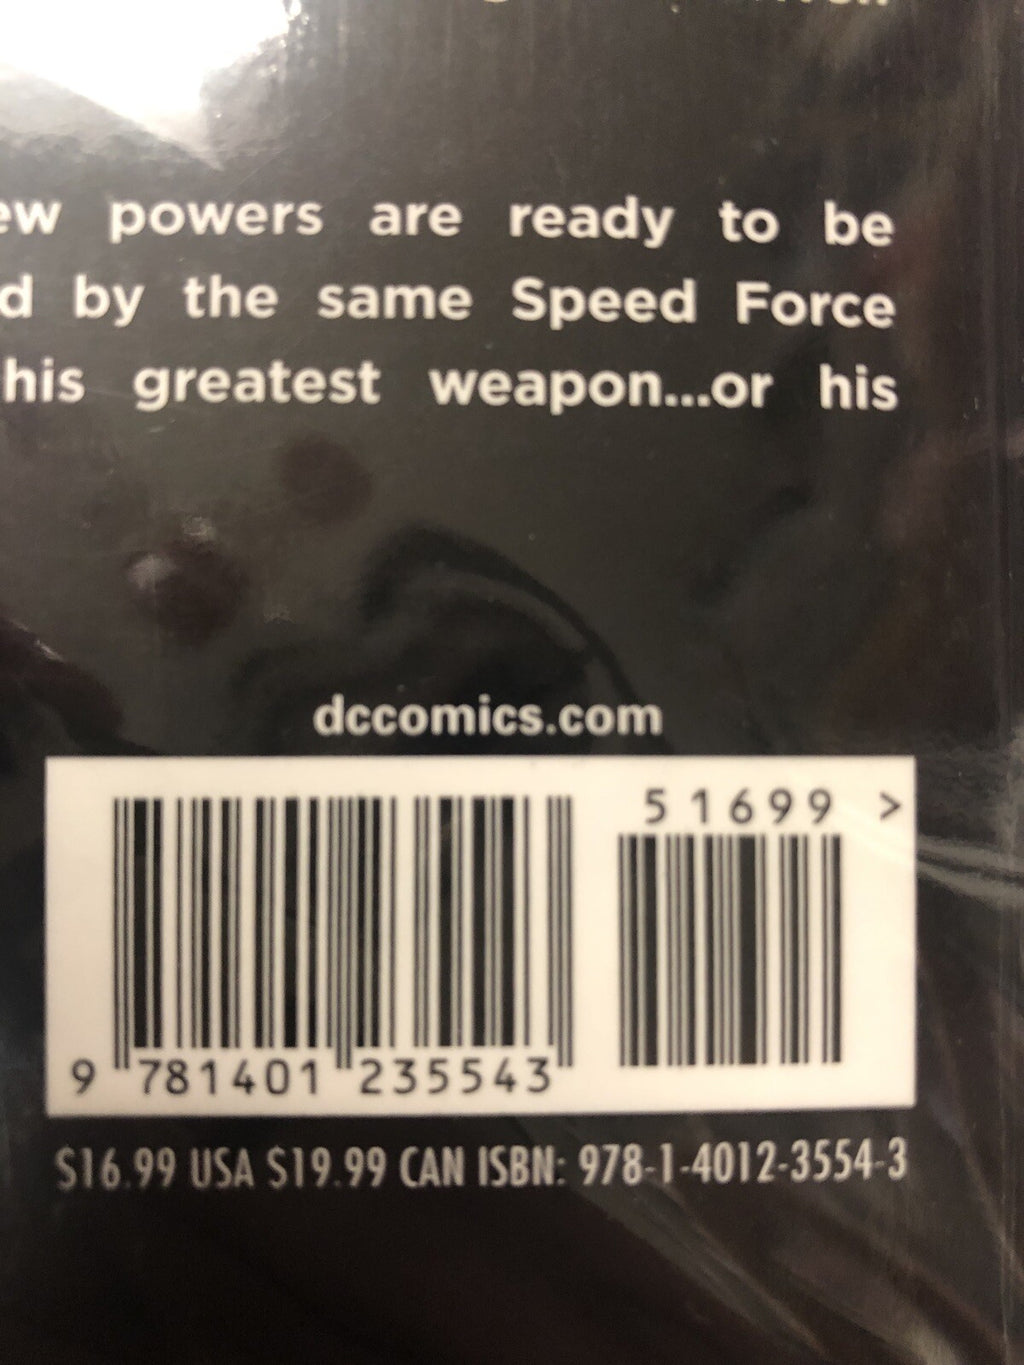 powers are ready to be
by the same Speed Force
his greatest weapon...or his
dccomics.com
51699 >
9 781401 235543
$16.99 USA $19.99 CAN ISBN: 978-1-4012-3554-3